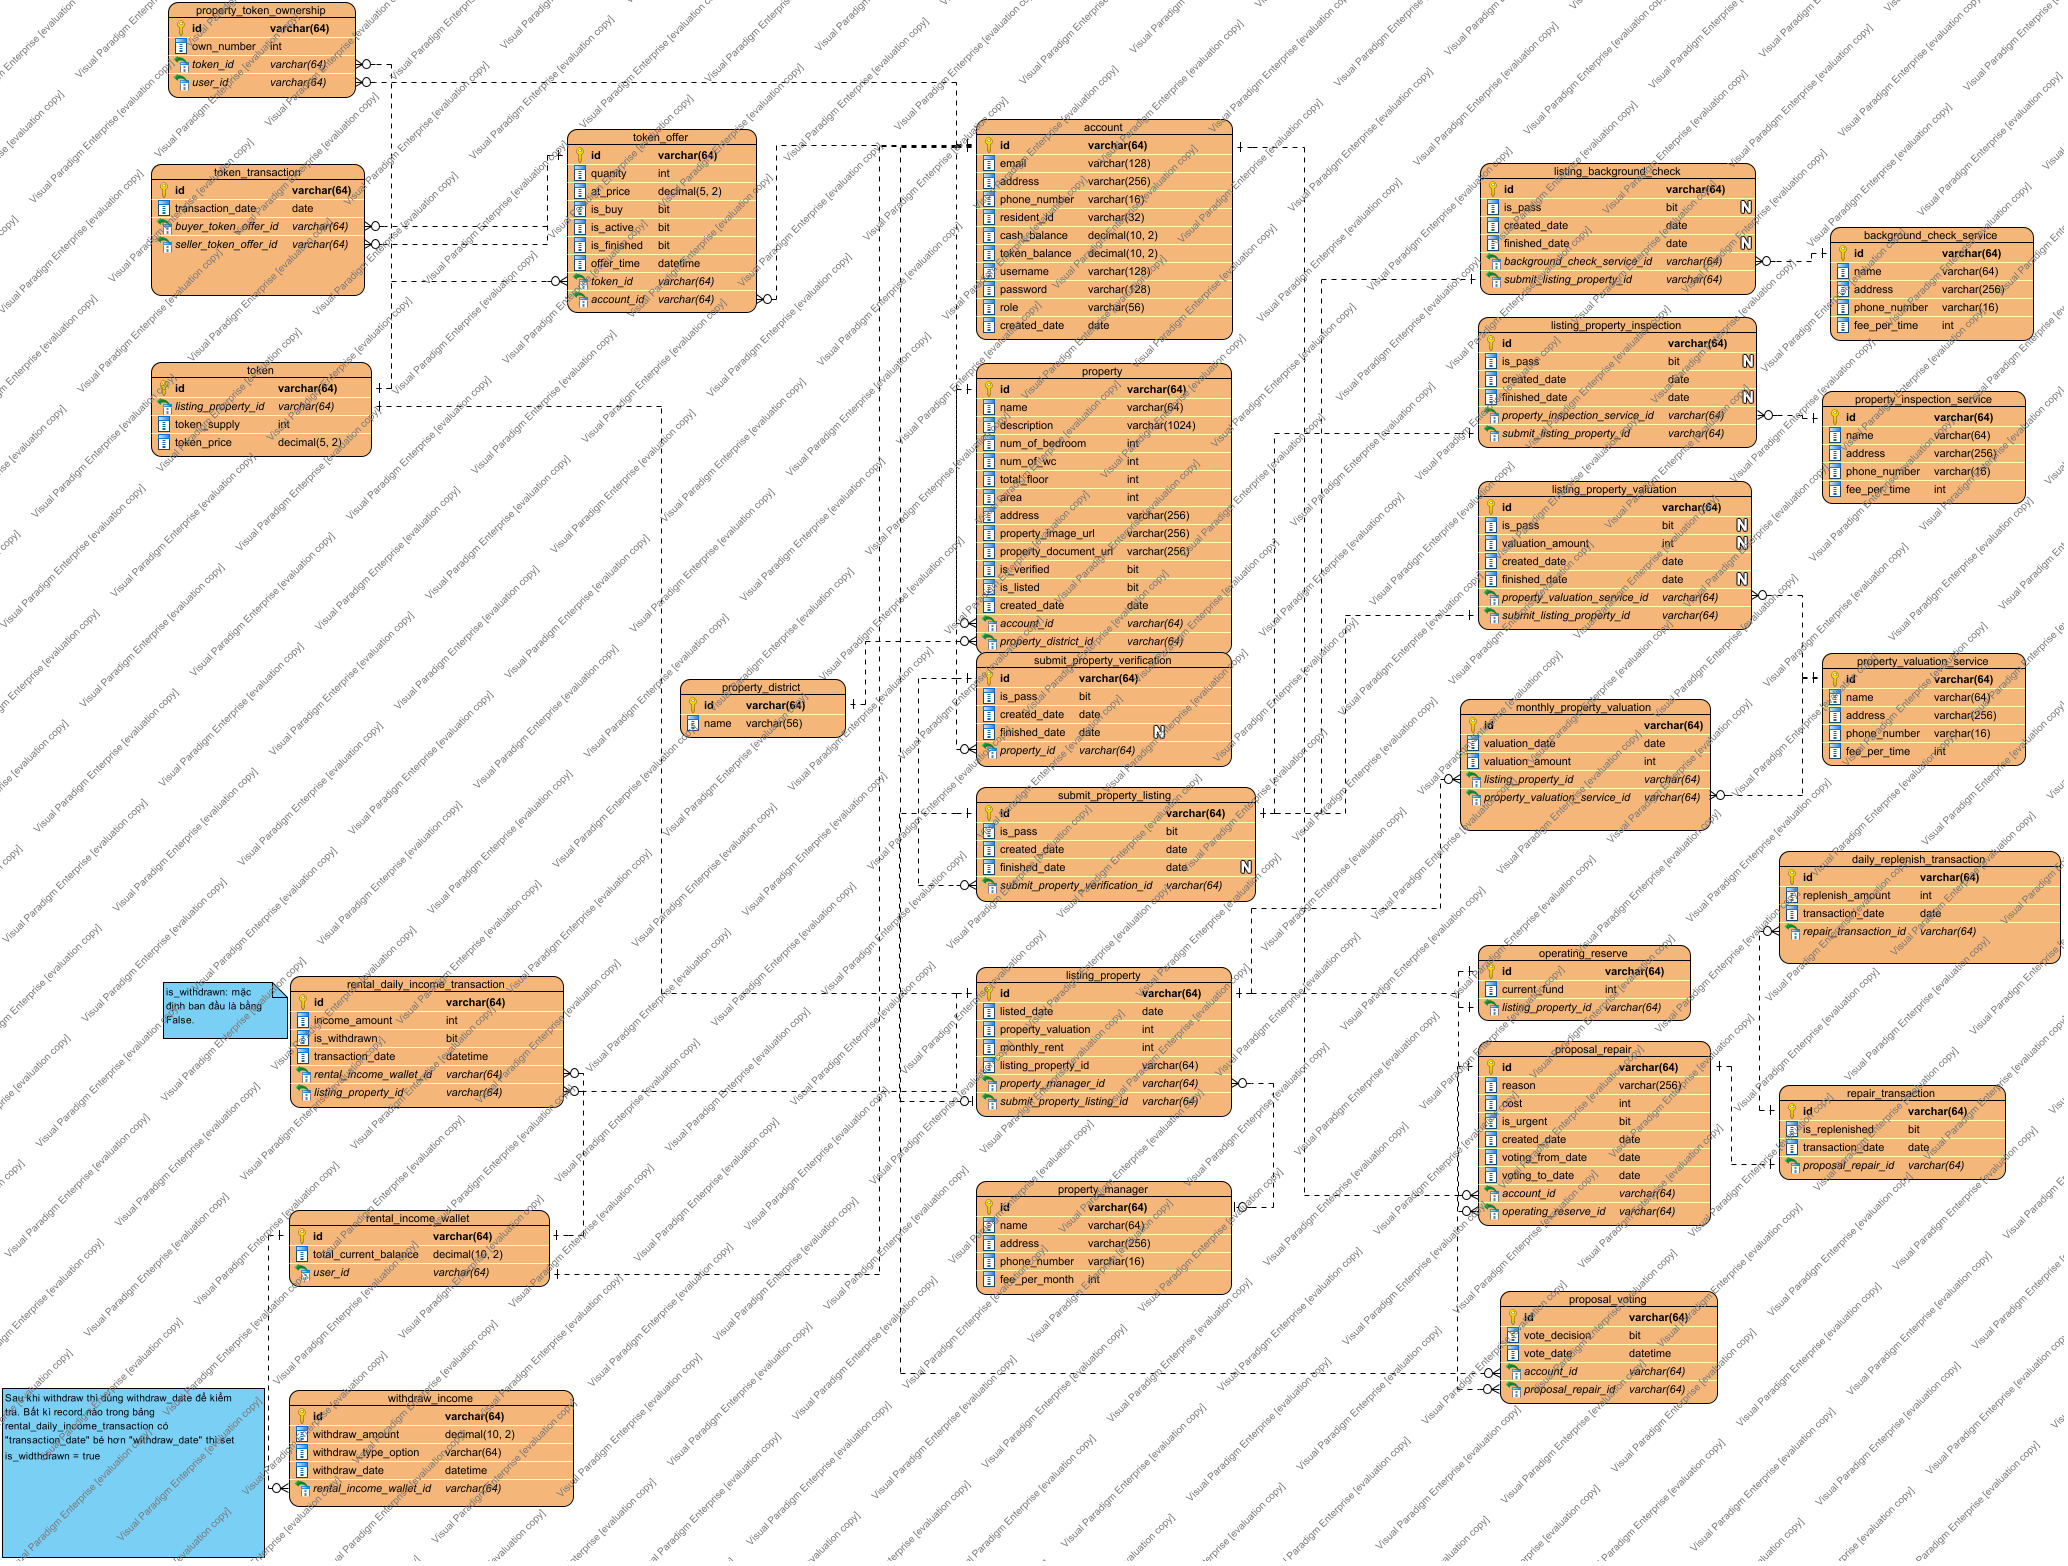 property_token_ownership
id varchar(64)
own_number int
token_id varchar(64)
user_id varchar(64)
token_transaction
id varchar(64)
transaction_date date
buyer_token_offer_id varchar(64)
seller_token_offer_id varchar(64)
token
id varchar(64)
listing_property_id varchar(64)
token_supply int
token_price decimal(5, 2)
token_offer
id varchar(64)
quanity int
at_price decimal(5, 2)
is_buy bit
is_active bit
is_finished bit
offer_time datetime
token_id varchar(64)
account_id varchar(64)
account
id varchar(64)
email varchar(128)
address varchar(256)
phone_number varchar(16)
resident_id varchar(32)
cash_balance decimal(10, 2)
token_balance decimal(10, 2)
username varchar(128)
password varchar(128)
role varchar(56)
created_date date
property
id varchar(64)
name varchar(64)
description varchar(1024)
num_of_bedroom int
num_of_wc int
total_floor int
area int
address varchar(256)
property_image_url varchar(256)
property_document_url varchar(256)
is_verified bit
is_listed bit
created_date date
account_id varchar(64)
property_district_id varchar(64)
property_district
id varchar(64)
name varchar(56)
submit_property_verification
id varchar(64)
is_pass bit
created_date date
finished_date date N
property_id varchar(64)
submit_property_listing
id varchar(64)
is_pass bit
created_date date
finished_date date N
submit_property_verification_id varchar(64)
listing_property
id varchar(64)
listed_date date
property_valuation int
monthly_rent int
listing_property_id varchar(64)
property_manager_id varchar(64)
submit_property_listing_id varchar(64)
property_manager
id varchar(64)
name varchar(64)
address varchar(256)
phone_number varchar(16)
fee_per_month int
listing_background_check
id varchar(64)
is_pass bit N
created_date date
finished_date date N
background_check_service_id varchar(64)
submit_listing_property_id varchar(64)
background_check_service
id varchar(64)
name varchar(64)
address varchar(256)
phone_number varchar(16)
fee_per_time int
listing_property_inspection
id varchar(64)
is_pass bit N
created_date date
finished_date date N
property_inspection_service_id varchar(64)
submit_listing_property_id varchar(64)
property_inspection_service
id varchar(64)
name varchar(64)
address varchar(256)
phone_number varchar(16)
fee_per_time int
listing_property_valuation
id varchar(64)
is_pass bit N
valuation_amount int N
created_date date
finished_date date N
property_valuation_service_id varchar(64)
submit_listing_property_id varchar(64)
property_valuation_service
id varchar(64)
name varchar(64)
address varchar(256)
phone_number varchar(16)
fee_per_time int
monthly_property_valuation
id varchar(64)
valuation_date date
valuation_amount int
listing_property_id varchar(64)
property_valuation_service_id varchar(64)
daily_replenish_transaction
id varchar(64)
replenish_amount int
transaction_date date
repair_transaction_id varchar(64)
operating_reserve
id varchar(64)
current_fund int
listing_property_id varchar(64)
proposal_repair
id varchar(64)
reason varchar(256)
cost int
is_urgent bit
created_date date
voting_from_date date
voting_to_date date
account_id varchar(64)
operating_reserve_id varchar(64)
repair_transaction
id varchar(64)
is_replenished bit
transaction_date date
proposal_repair_id varchar(64)
proposal_voting
id varchar(64)
vote_decision bit
vote_date datetime
account_id varchar(64)
proposal_repair_id varchar(64)
is_withdrawn: mặc
định ban đầu là bằng
False.
rental_daily_income_transaction
id varchar(64)
income_amount int
is_withdrawn bit
transaction_date datetime
rental_income_wallet_id varchar(64)
listing_property_id varchar(64)
rental_income_wallet
id varchar(64)
total_current_balance decimal(10, 2)
user_id varchar(64)
Sau khi withdraw thì dùng withdraw_date để kiểm
tra. Bất kì record nào trong bảng
rental_daily_income_transaction có
"transaction_date" bé hơn "withdraw_date" thì set
is_widthdrawn = true
withdraw_income
id varchar(64)
withdraw_amount decimal(10, 2)
withdraw_type_option varchar(64)
withdraw_date datetime
rental_income_wallet_id varchar(64)
Visual Paradigm Enterprise [evaluation copy]